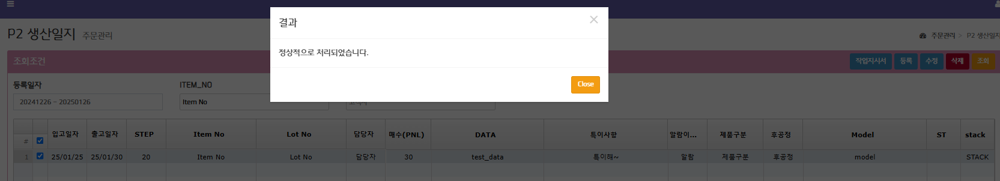 결과
정상적으로 처리되었습니다.
Close
P2 생산일지 주문관리
주문관리 > P2 생산일지
조회조건
작업지시서 등록 수정 삭제 조회
등록일자 ITEM_NO
20241226 ~ 20250126 Item No
# 입고일자 출고일자 STEP Item No Lot No 담당자 매수(PNL) DATA 특이사항 알람이... 제품구분 후공정 Model ST stack
1 25/01/25 25/01/30 20 Item No Lot No 담당자 30 test_data 특이해~ 알람 제품구분 후공정 model STACK